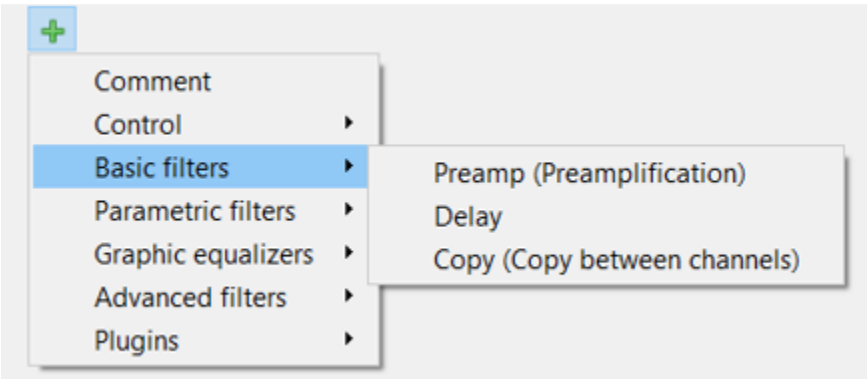 Comment
Control
Basic filters
Parametric filters
Graphic equalizers
Advanced filters
Plugins
Preamp (Preamplification)
Delay
Copy (Copy between channels)